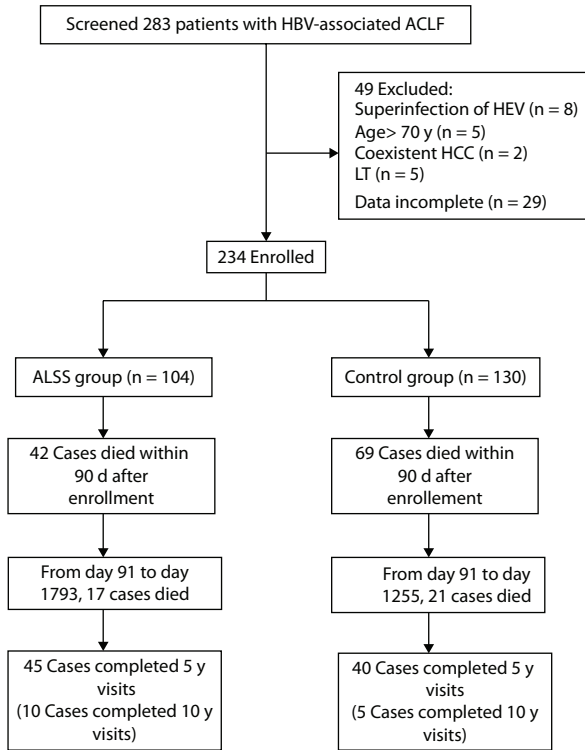 Screened 283 patients with HBV-associated ACLF
49 Excluded:
Superinfection of HEV (n = 8)
Age> 70 y (n = 5)
Coexistent HCC (n = 2)
LT (n = 5)
Data incomplete (n = 29)
234 Enrolled
ALSS group (n = 104)
Control group (n = 130)
42 Cases died within
90 d after
enrollment
69 Cases died within
90 d after
enrollement
From day 91 to day
1793, 17 cases died
From day 91 to day
1255, 21 cases died
45 Cases completed 5 y
visits
(10 Cases completed 10 y
visits)
40 Cases completed 5 y
visits
(5 Cases completed 10 y
visits)